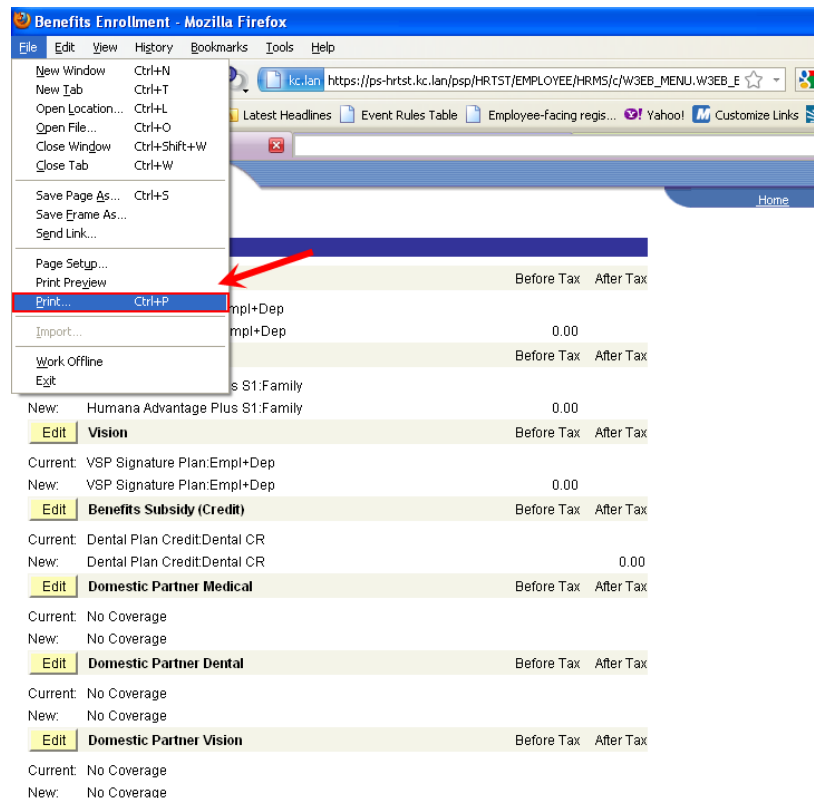 Benefits Enrollment - Mozilla Firefox
File Edit View History Bookmarks Tools Help
New Window Ctrl+N
kc.lan https://ps-hrtst.kc.lan/psp/HRTST/EMPLOYEE/HRMS/c/W3EB_MENU.W3EB_E
New Tab Ctrl+T
Open Location... Ctrl+L
Latest Headlines Event Rules Table Employee-facing regis... Yahoo! Customize Links
Open File... Ctrl+O
Close Window Ctrl+Shift+W
Close Tab Ctrl+W
Save Page As... Ctrl+S
Home
Save Frame As...
Send Link...
Page Setup...
Before Tax After Tax
Print Preview
Print... Ctrl+P
mpl+Dep
Import...
mpl+Dep 0.00
Before Tax After Tax
Work Offline
Exit
s S1:Family
New: Humana Advantage Plus S1:Family 0.00
Edit Vision Before Tax After Tax
Current: VSP Signature Plan:Empl+Dep
New: VSP Signature Plan:Empl+Dep 0.00
Edit Benefits Subsidy (Credit) Before Tax After Tax
Current: Dental Plan Credit:Dental CR
New: Dental Plan Credit:Dental CR 0.00
Edit Domestic Partner Medical Before Tax After Tax
Current: No Coverage
New: No Coverage
Edit Domestic Partner Dental Before Tax After Tax
Current: No Coverage
New: No Coverage
Edit Domestic Partner Vision Before Tax After Tax
Current: No Coverage
New: No Coverage